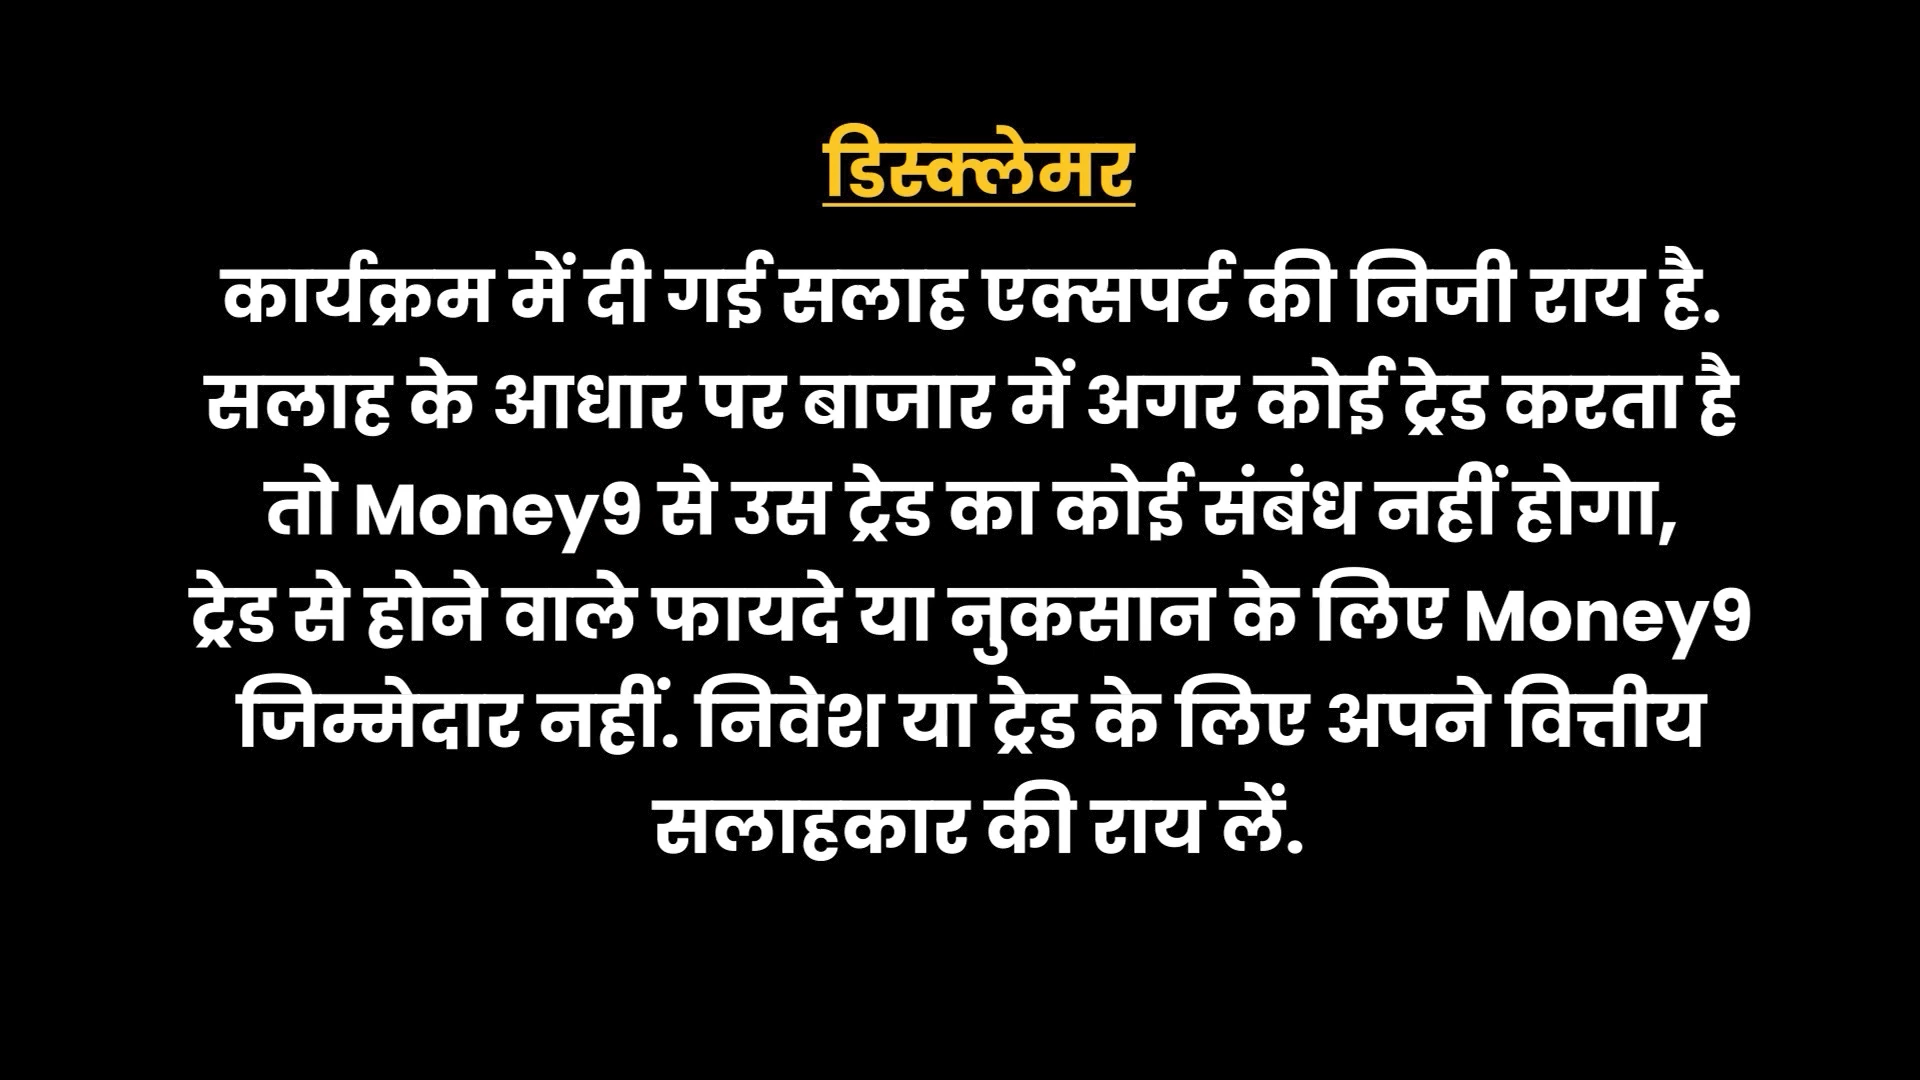 डिस्क्लेमर
कार्यक्रम में दी गई सलाह एक्सपर्ट की निजी राय है.
सलाह के आधार पर बाजार में अगर कोई ट्रेड करता है
तो Money9 से उस ट्रेड का कोई संबंध नहीं होगा,
ट्रेड से होने वाले फायदे या नुकसान के लिए Money9
जिम्मेदार नहीं. निवेश या ट्रेड के लिए अपने वित्तीय
सलाहकार की राय लें.